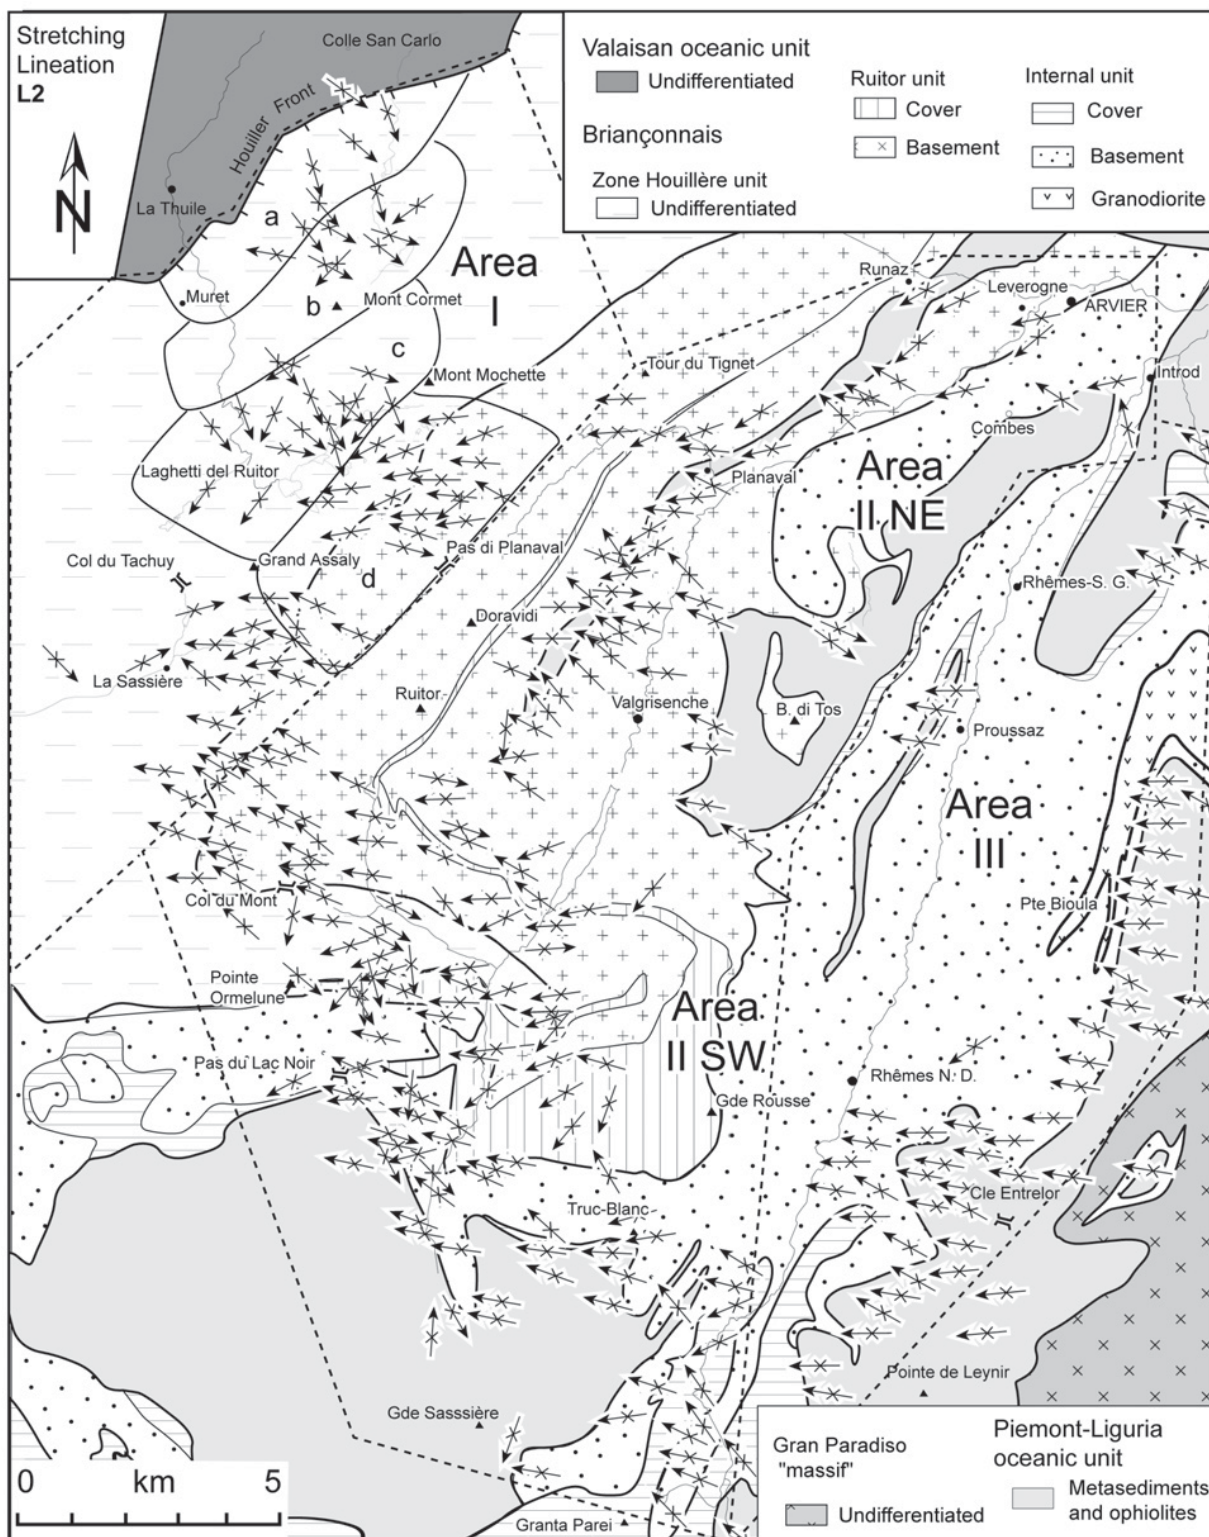 Stretching
Lineation
L2
N
Colle San Carlo
Houiller Front
La Thuile
Valaisan oceanic unit
Undifferentiated
Briançonnais
Zone Houillère unit
Undifferentiated
Ruitor unit
Cover
Basement
Internal unit
Cover
Basement
Granodiorite
a
Muret
b
Mont Cormet
Area
I
c
Mont Mochette
Runaz
Leverogne
ARVIER
Tour du Tignet
Introd
Combes
Laghetti del Ruitor
Planaval
Area
II NE
Col du Tachuy
Grand Assaly
d
Pas di Planaval
Rhêmes-S. G.
Doravidi
La Sassière
Ruitor
Valgrisenche
B. di Tos
Proussaz
Area
III
Col du Mont
Pte Bioula
Pointe
Ormelune
Area
II SW
Pas du Lac Noir
Rhêmes N. D.
Gde Rousse
Truc-Blanc
Cle Entrelor
Pointe de Leynir
Gde Sasssière
0 km 5
Granta Parei
Gran Paradiso
"massif"
Undifferentiated
Piemont-Liguria
oceanic unit
Metasediments
and ophiolites